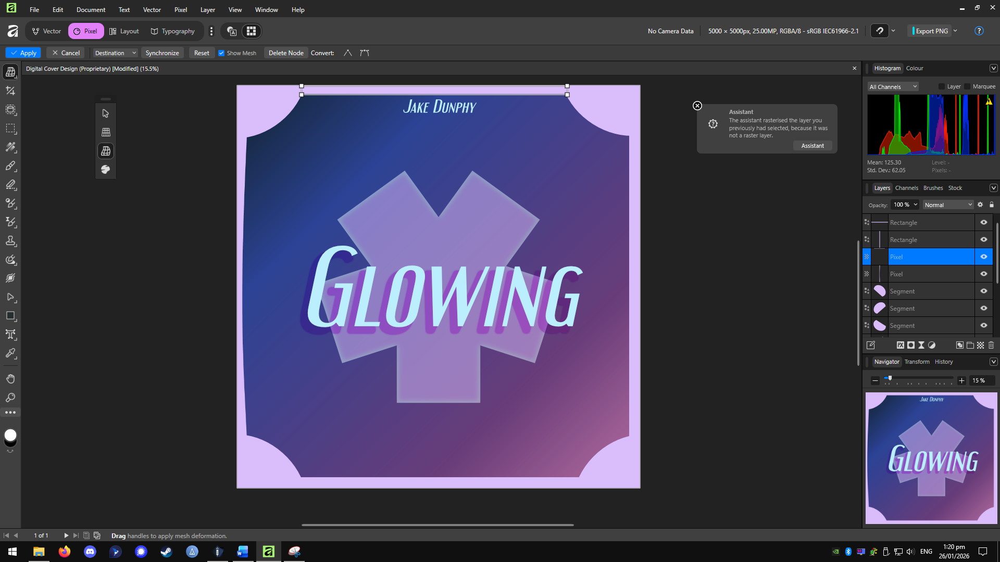 File Edit Document Text Vector Pixel Layer View Window Help
Vector Pixel Layout Typography No Camera Data 5000 × 5000px, 25.00MP, RGBA/8 - sRGB IEC61966-2.1 Export PNG
Apply Cancel Destination Synchronize Reset Show Mesh Delete Node Convert:
Digital Cover Design (Proprietary) [Modified] (15.5%)
Histogram Colour
All Channels Layer Marquee
Mean: 125.30 Level: -
Std. Dev.: 62.05 Pixels: -
Jake Dunphy
Glowing
Assistant
The assistant rasterised the layer you
previously had selected, because it was
not a raster layer.
Assistant
Layers Channels Brushes Stock
Opacity: 100 % Normal
Rectangle
Rectangle
Pixel
Pixel
Segment
Segment
Segment
FX
Navigator Transform History
15 %
Jake Dunphy
Glowing
1 of 1 Drag handles to apply mesh deformation.
ENG 1:20 pm
26/01/2026